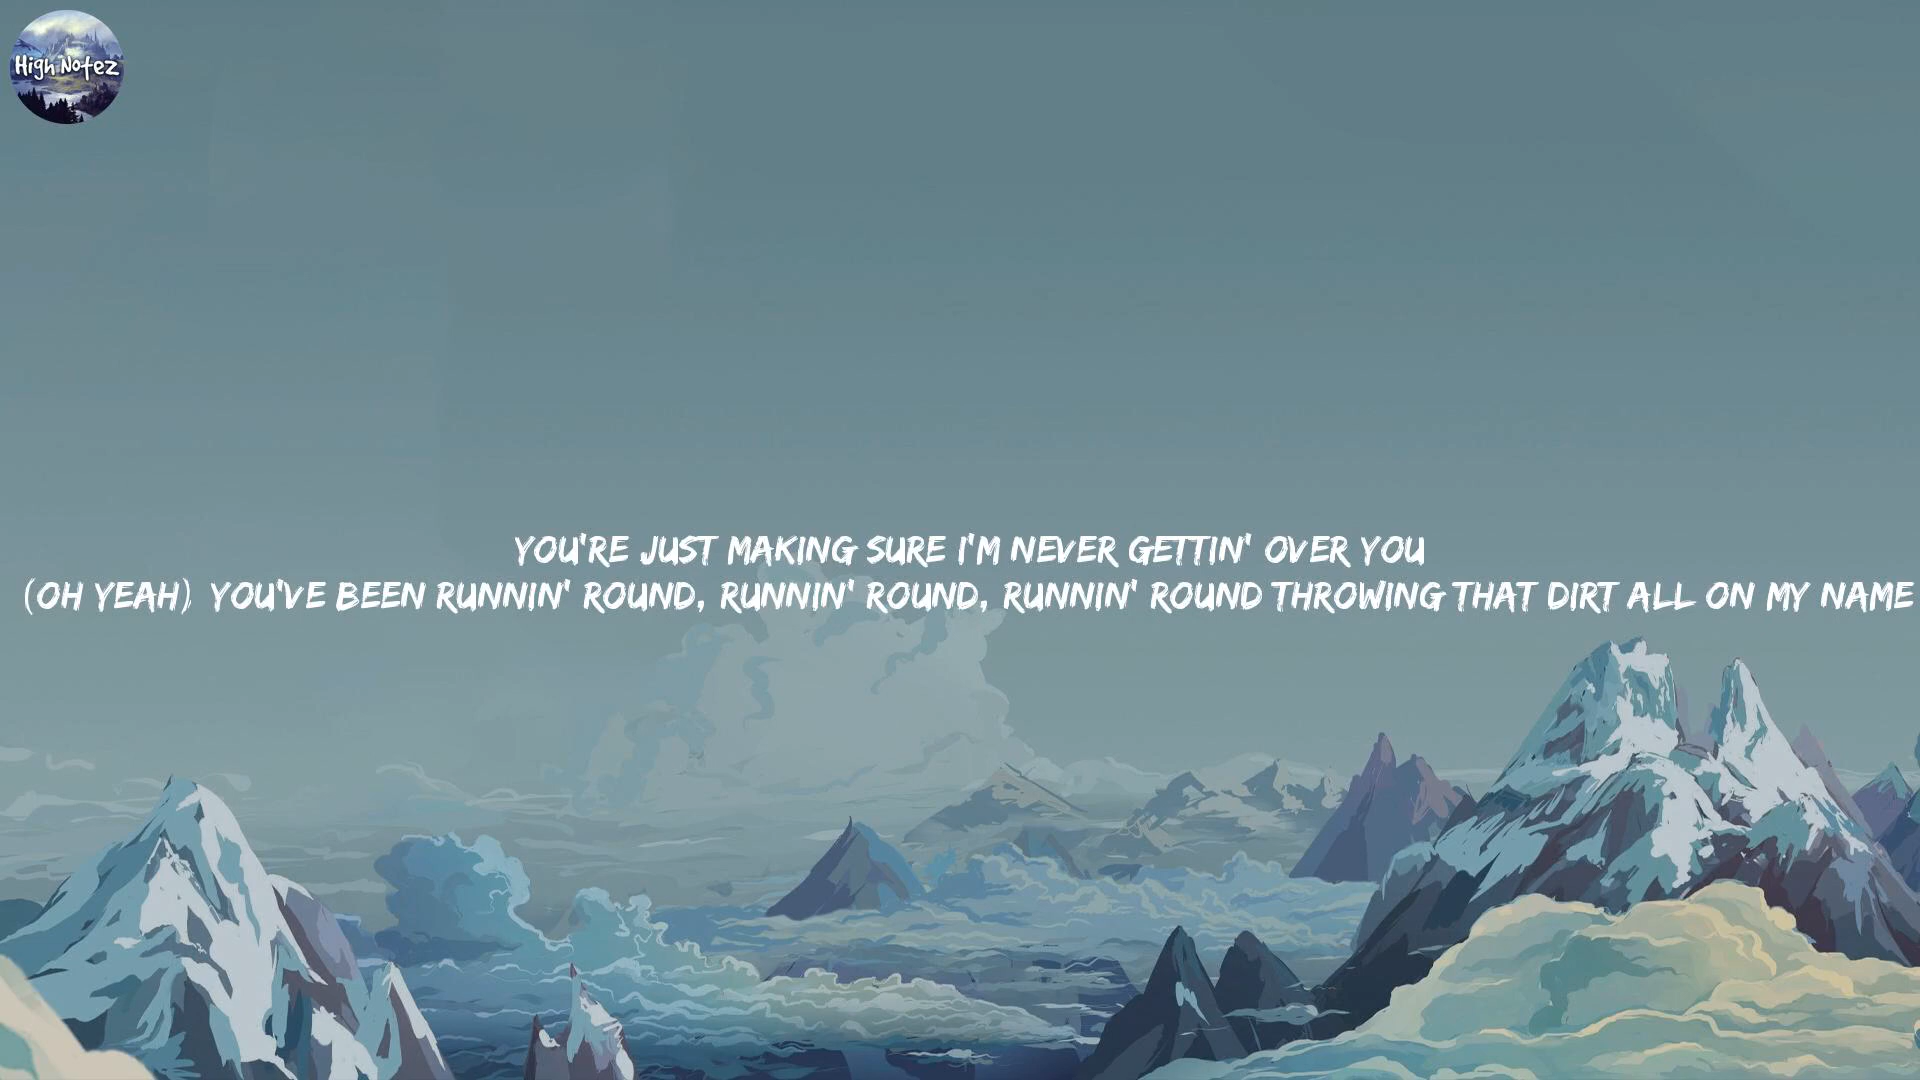 High Notez
YOU'RE JUST MAKING SURE I'M NEVER GETTIN' OVER YOU
(OH YEAH) YOU'VE BEEN RUNNIN' ROUND, RUNNIN' ROUND, RUNNIN' ROUND THROWING THAT DIRT ALL ON MY NAME